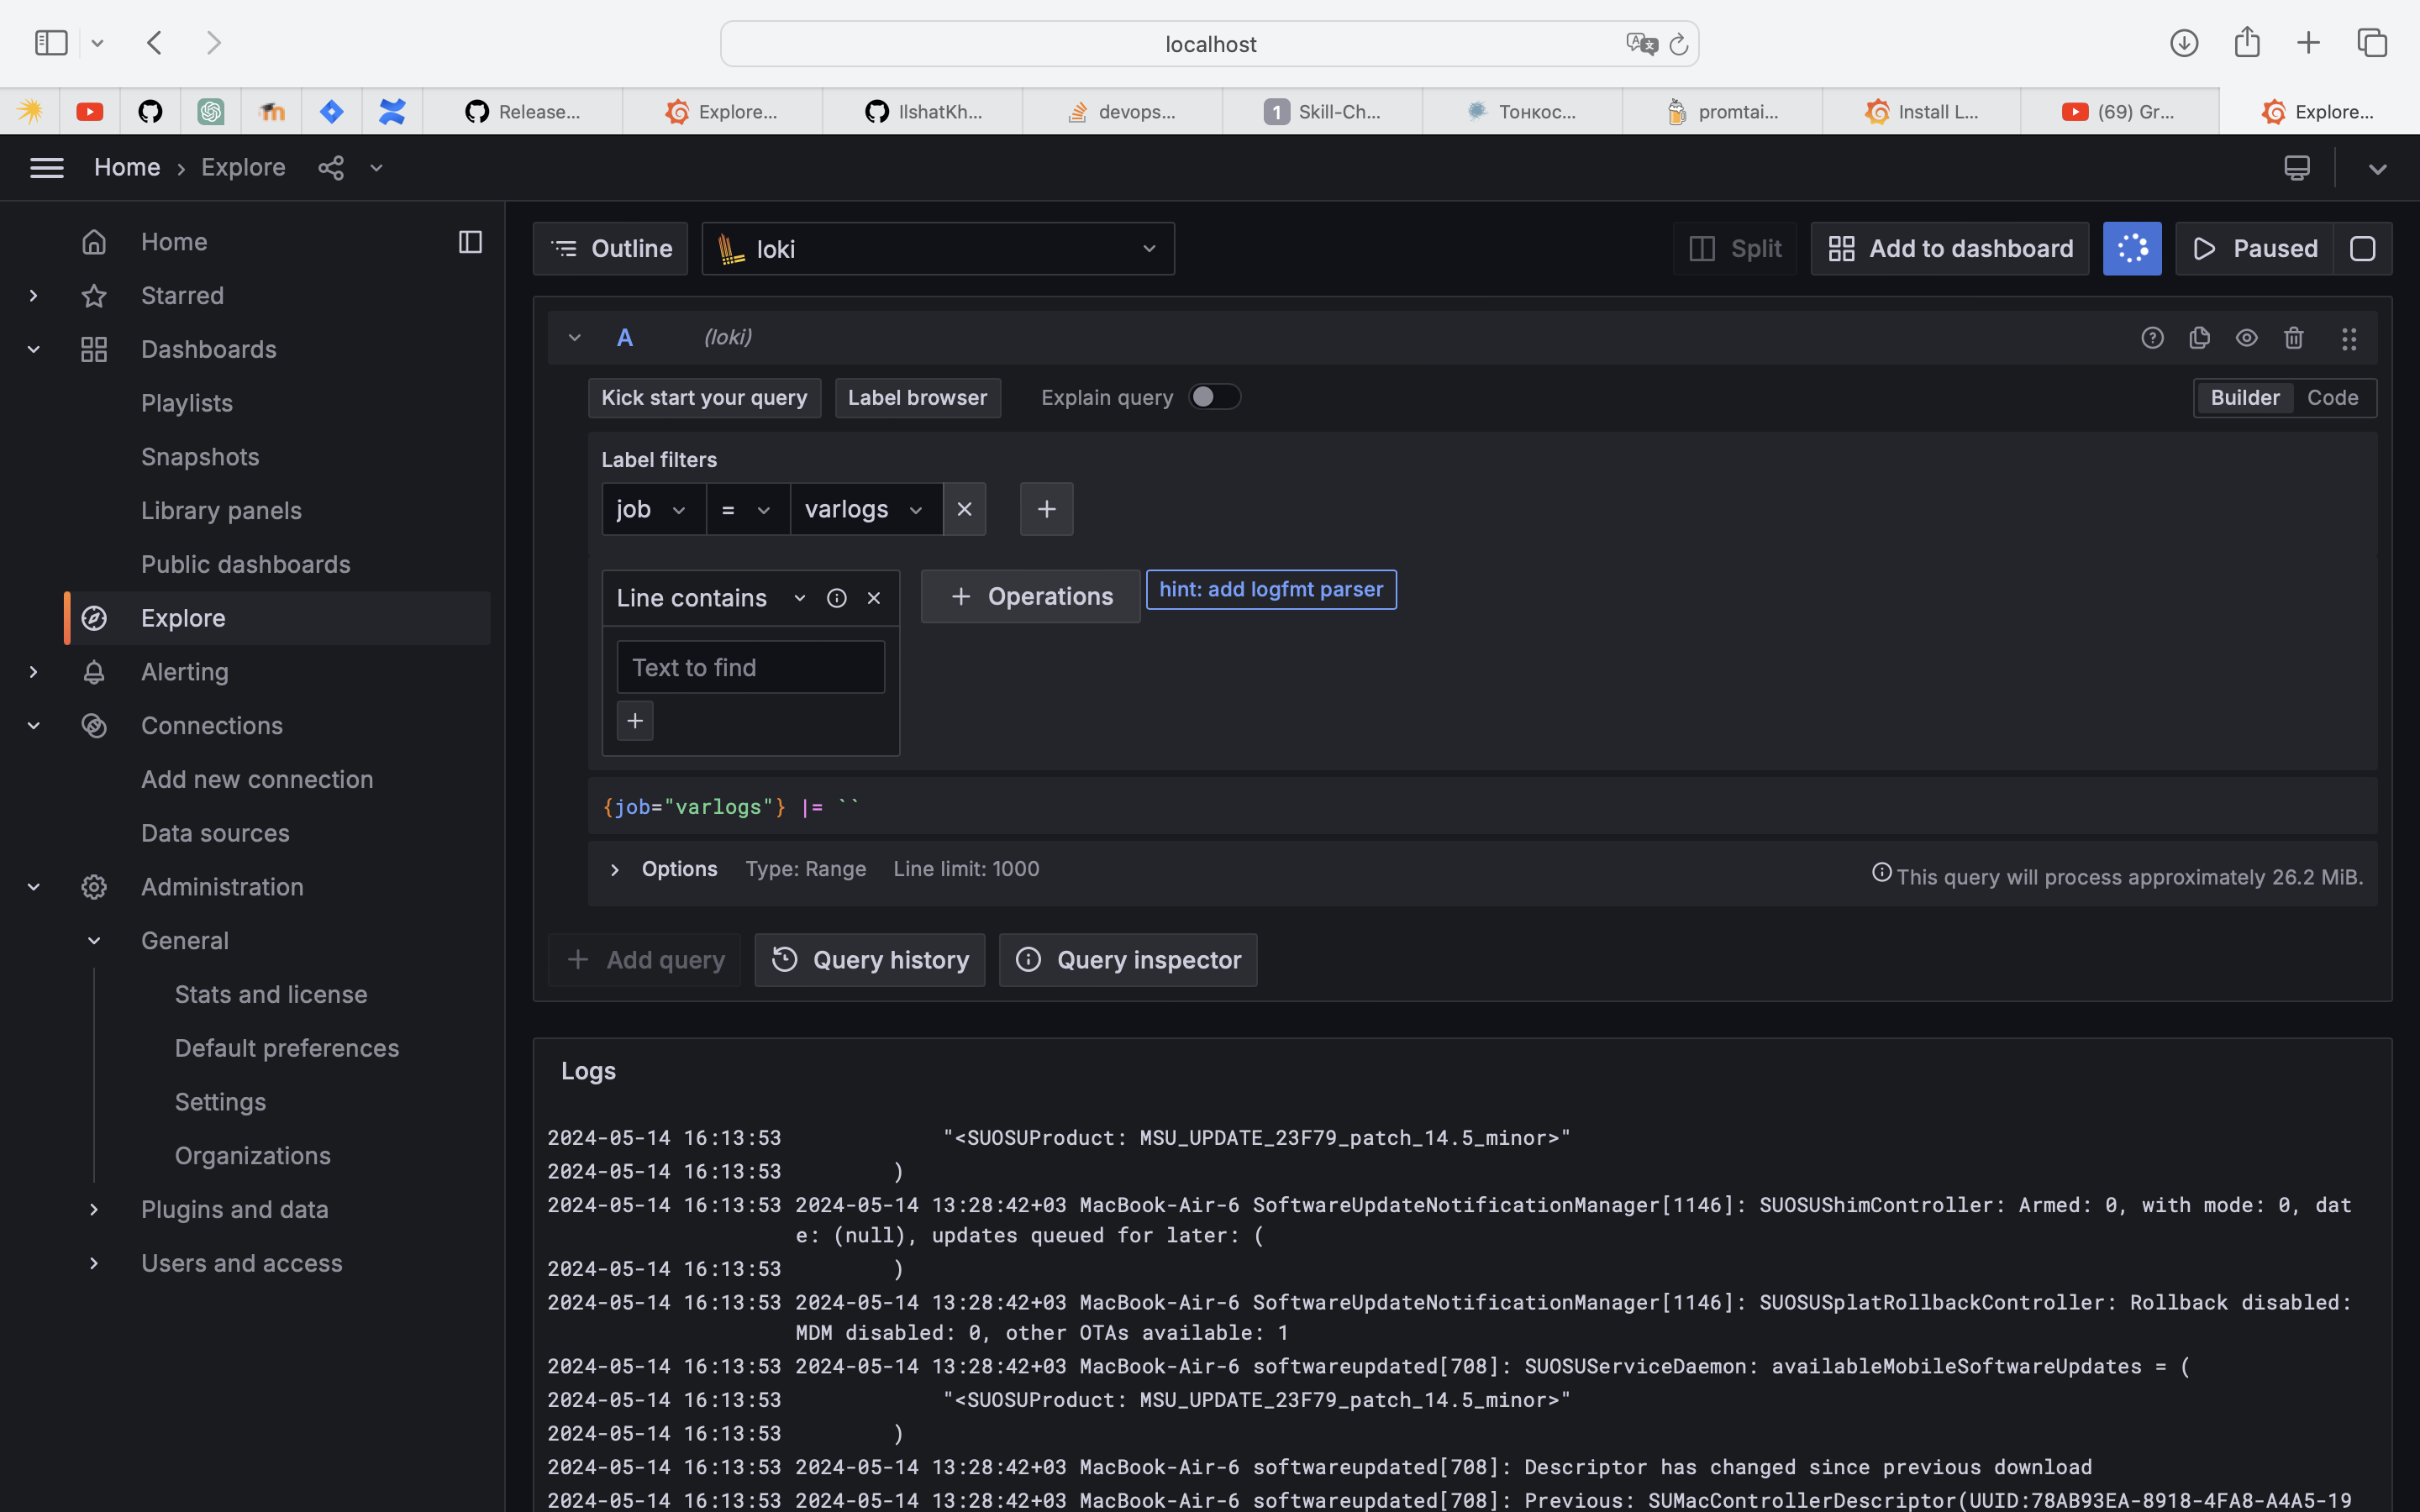 localhost
Release...
Explore...
IlshatKh...
devops...
1 Skill-Ch...
Тонкос...
promtai...
Install L...
(69) Gr...
Explore...
Home › Explore
Home
Starred
Dashboards
Playlists
Snapshots
Library panels
Public dashboards
Explore
Alerting
Connections
Add new connection
Data sources
Administration
General
Stats and license
Default preferences
Settings
Organizations
Plugins and data
Users and access
Outline
loki
Split
Add to dashboard
Paused
A (loki)
Kick start your query
Label browser
Explain query
Builder
Code
Label filters
job = varlogs
Line contains
Operations
hint: add logfmt parser
Text to find
{job="varlogs"} |= ``
Options Type: Range Line limit: 1000
This query will process approximately 26.2 MiB.
Add query
Query history
Query inspector
Logs
2024-05-14 16:13:53 "<SUOSUProduct: MSU_UPDATE_23F79_patch_14.5_minor>"
2024-05-14 16:13:53 )
2024-05-14 16:13:53 2024-05-14 13:28:42+03 MacBook-Air-6 SoftwareUpdateNotificationManager[1146]: SUOSUShimController: Armed: 0, with mode: 0, dat
e: (null), updates queued for later: (
2024-05-14 16:13:53 )
2024-05-14 16:13:53 2024-05-14 13:28:42+03 MacBook-Air-6 SoftwareUpdateNotificationManager[1146]: SUOSUSplatRollbackController: Rollback disabled:
MDM disabled: 0, other OTAs available: 1
2024-05-14 16:13:53 2024-05-14 13:28:42+03 MacBook-Air-6 softwareupdated[708]: SUOSUServiceDaemon: availableMobileSoftwareUpdates = (
2024-05-14 16:13:53 "<SUOSUProduct: MSU_UPDATE_23F79_patch_14.5_minor>"
2024-05-14 16:13:53 )
2024-05-14 16:13:53 2024-05-14 13:28:42+03 MacBook-Air-6 softwareupdated[708]: Descriptor has changed since previous download
2024-05-14 16:13:53 2024-05-14 13:28:42+03 MacBook-Air-6 softwareupdated[708]: Previous: SUMacControllerDescriptor(UUID:78AB93EA-8918-4FA8-A4A5-19